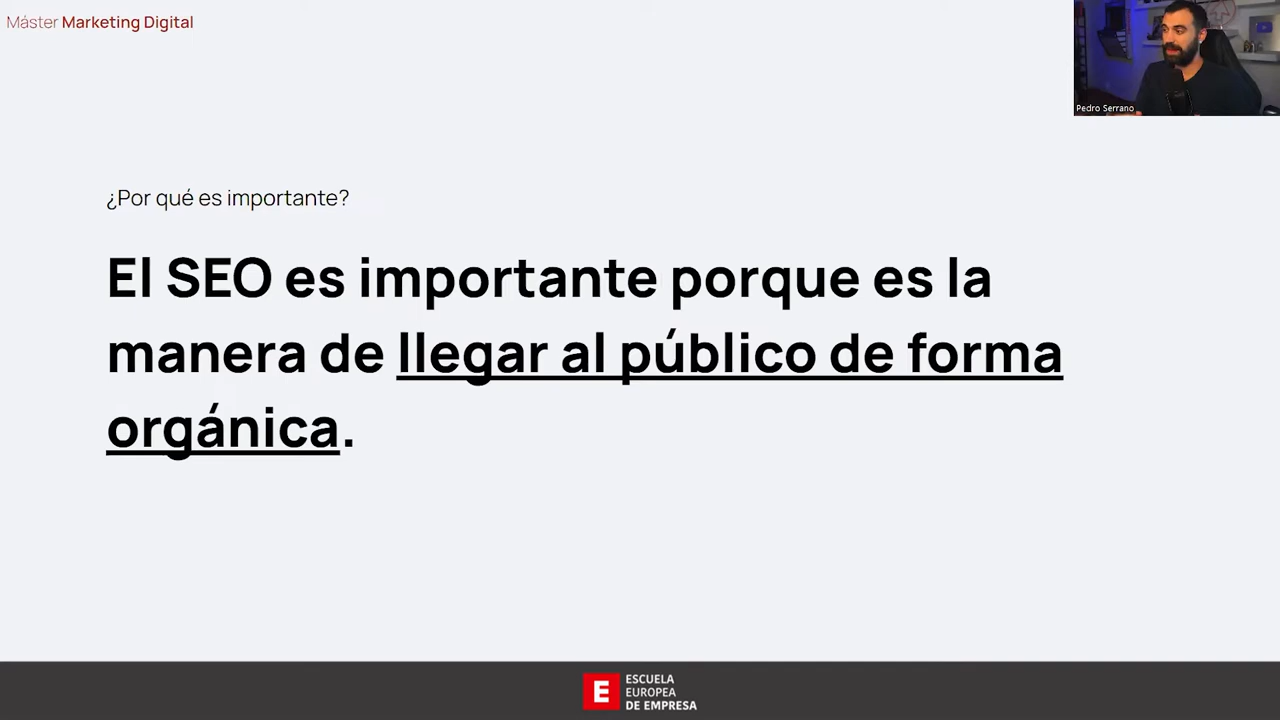 Máster Marketing Digital
Pedro Serrano
¿Por qué es importante?
El SEO es importante porque es la
manera de llegar al público de forma
orgánica.
E
ESCUELA
EUROPEA
DE EMPRESA